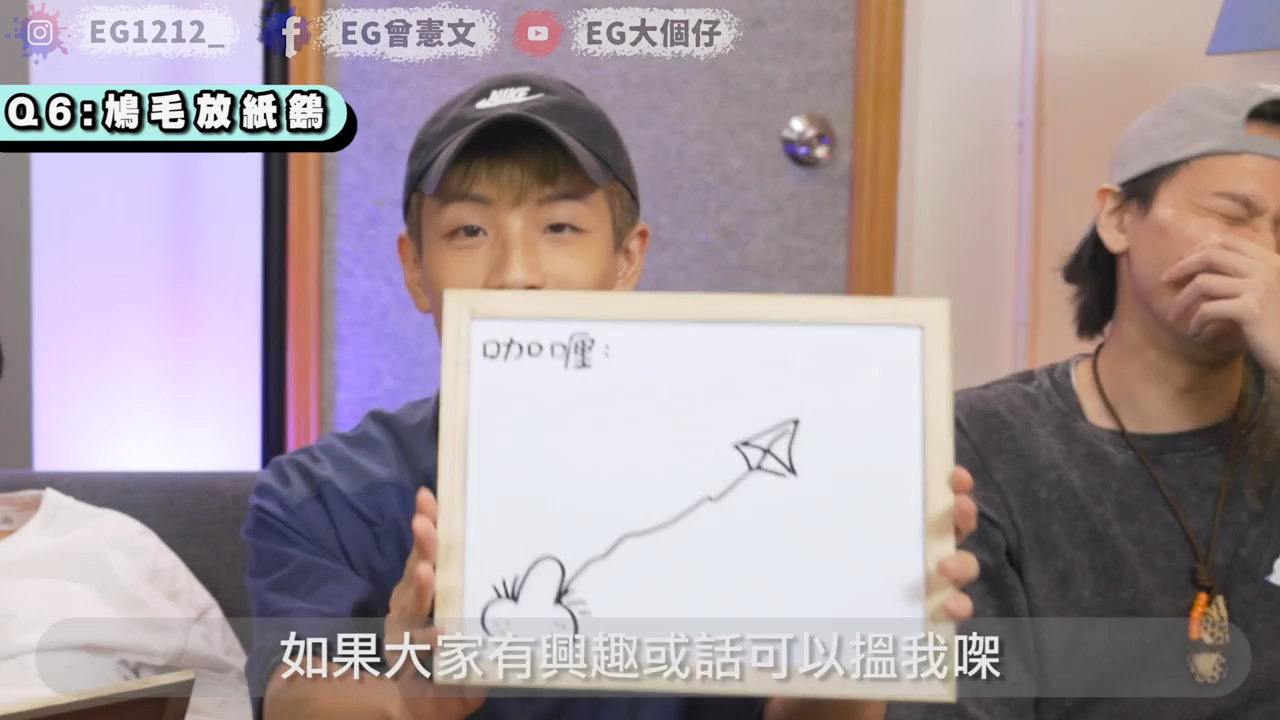 EG1212_
EG曾憲文
EG大個仔
Q6:鳩毛放紙鷂
NIKE
咖喱:
如果大家有興趣或話可以搵我㗎